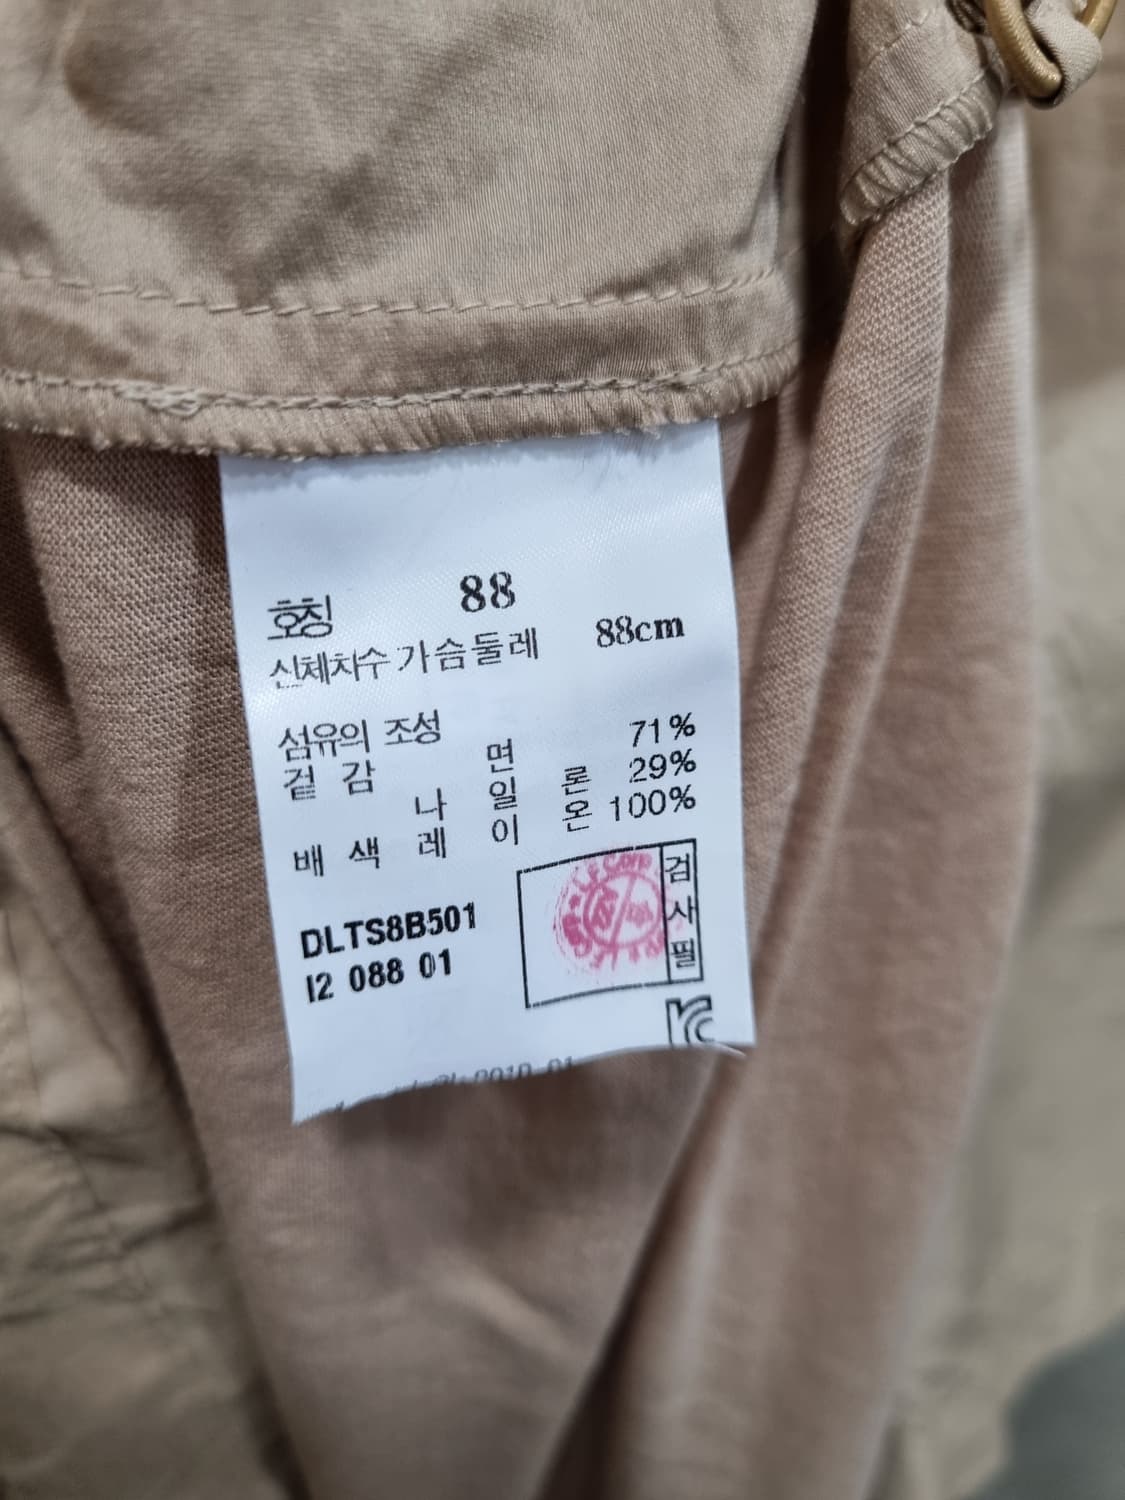 호칭 88
신체치수 가슴둘레 88cm
섬유의 조성
겉 감 면 71%
나 일 론 29%
배 색 레 이 온 100%
DLTS8B501
I2 088 01
검사필